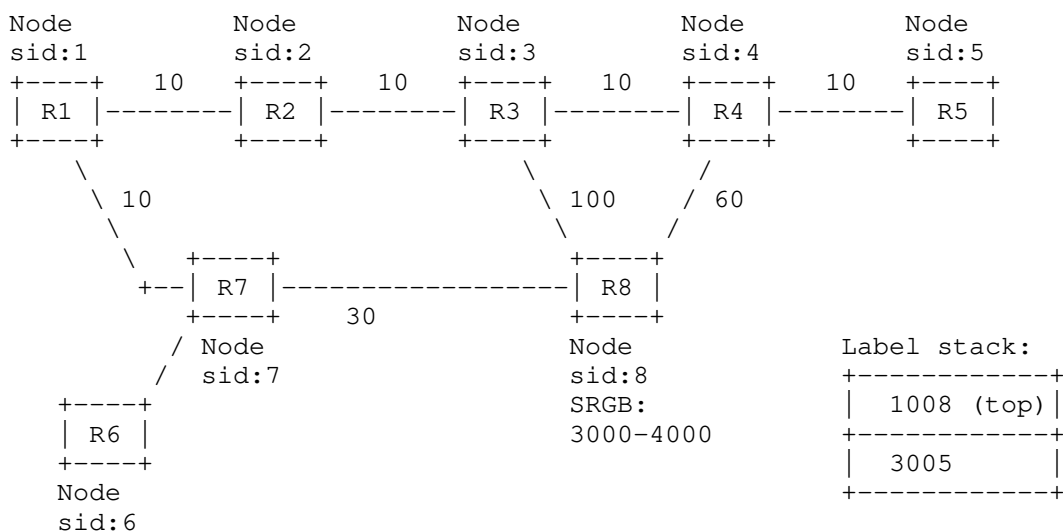 Node Node Node Node Node
sid:1 sid:2 sid:3 sid:4 sid:5
10 10 10 10
R1 R2 R3 R4 R5
10 100 60
R7 R8
30
Node Node Label stack:
sid:7 sid:8
SRGB: 1008 (top)
R6 3000-4000
3005
Node
sid:6